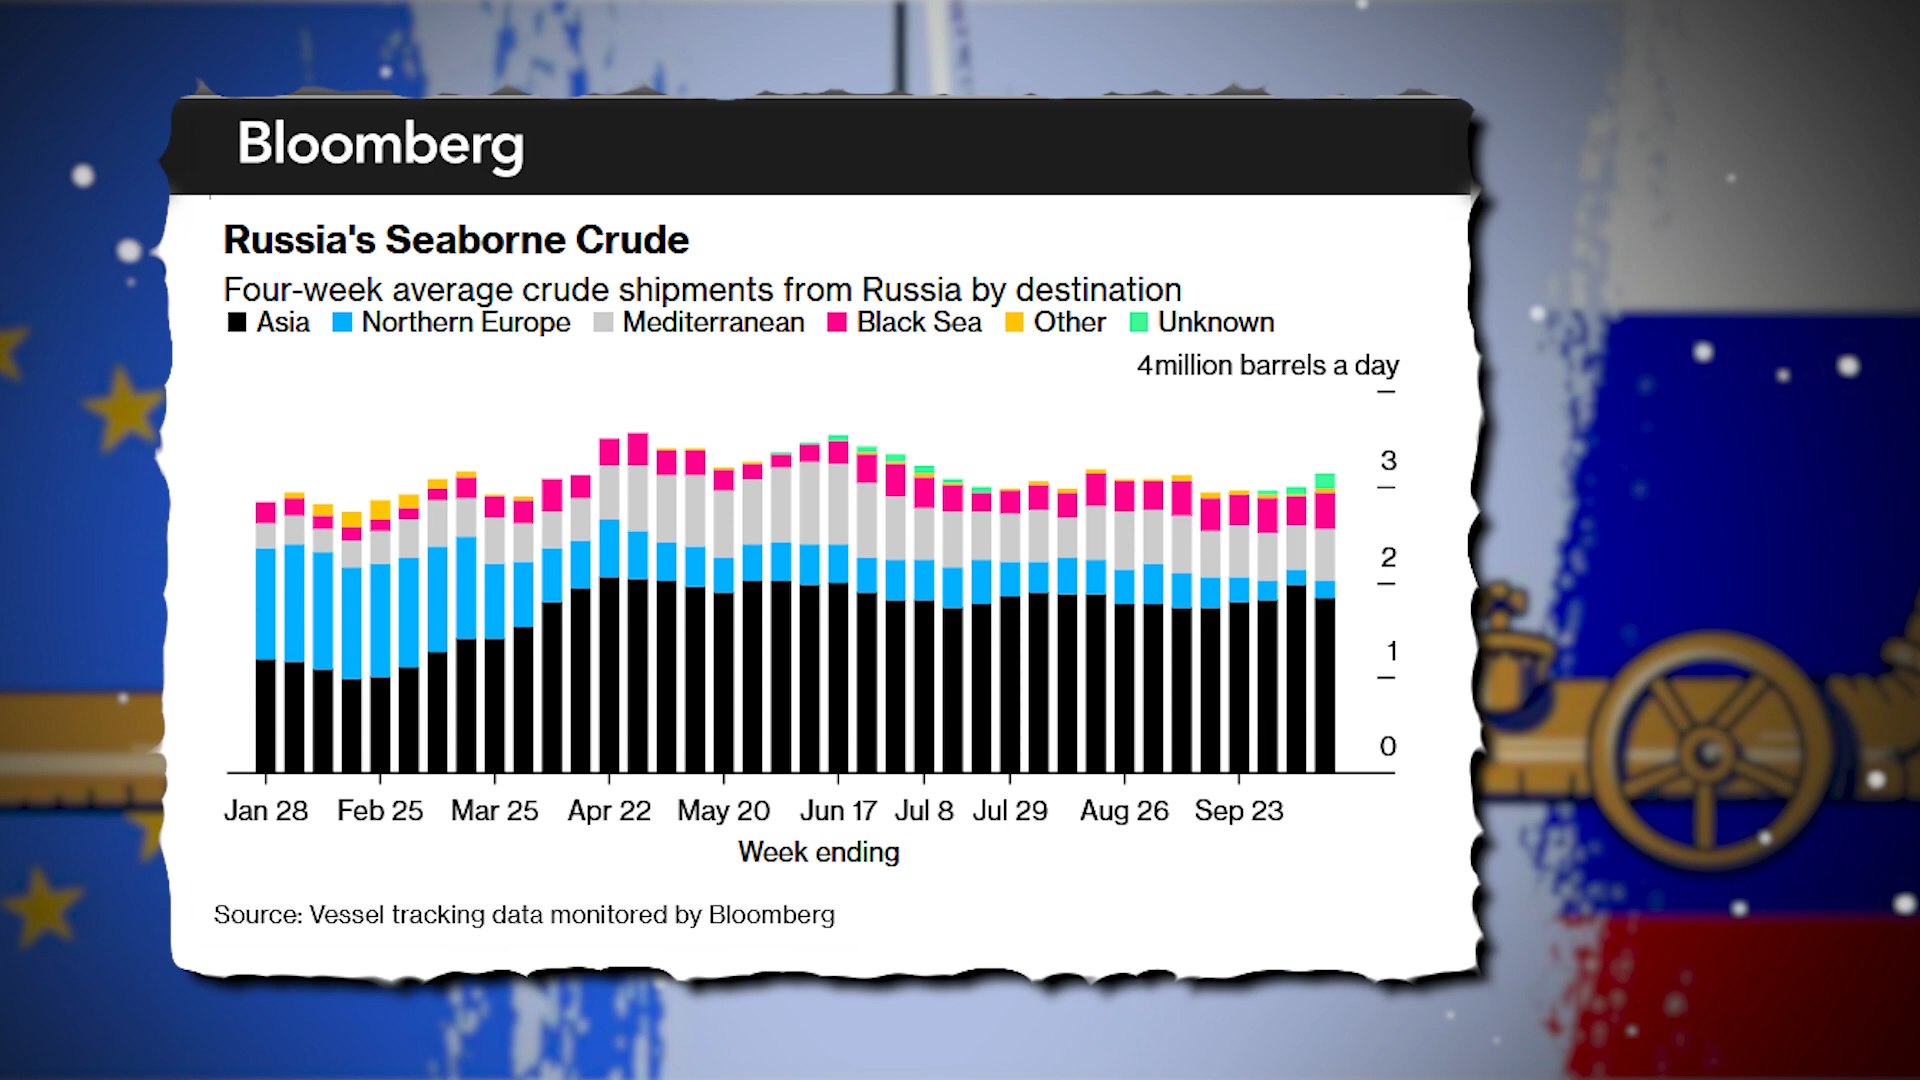 Bloomberg
Russia's Seaborne Crude
Four-week average crude shipments from Russia by destination
Asia Northern Europe Mediterranean Black Sea Other Unknown
4 million barrels a day
3
2
1
0
Jan 28 Feb 25 Mar 25 Apr 22 May 20 Jun 17 Jul 8 Jul 29 Aug 26 Sep 23
Week ending
Source: Vessel tracking data monitored by Bloomberg